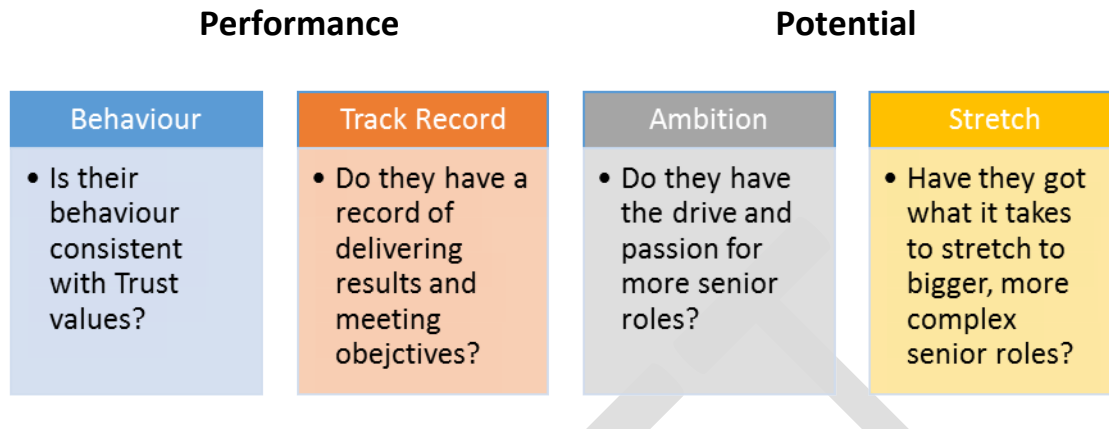 Performance
Potential
Behaviour
• Is their
behaviour
consistent
with Trust
values?
Track Record
• Do they have a
record of
delivering
results and
meeting
obejctives?
Ambition
• Do they have
the drive and
passion for
more senior
roles?
Stretch
• Have they got
what it takes
to stretch to
bigger, more
complex
senior roles?